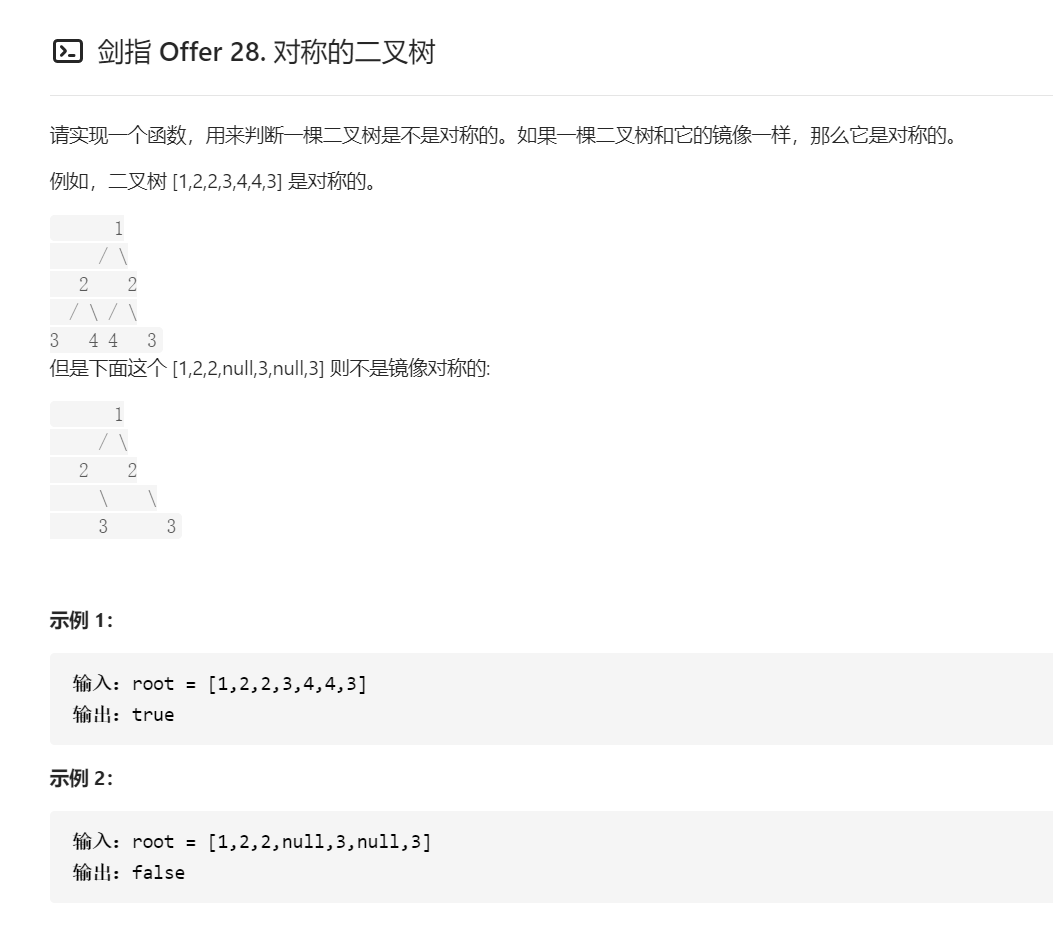 剑指 Offer 28. 对称的二叉树
请实现一个函数，用来判断一棵二叉树是不是对称的。如果一棵二叉树和它的镜像一样，那么它是对称的。
例如，二叉树 [1,2,2,3,4,4,3] 是对称的。
1
/ \
2 2
/ \ / \
3 4 4 3
但是下面这个 [1,2,2,null,3,null,3] 则不是镜像对称的:
1
/ \
2 2
\ \
3 3
示例 1：
输入：root = [1,2,2,3,4,4,3]
输出：true
示例 2：
输入：root = [1,2,2,null,3,null,3]
输出：false